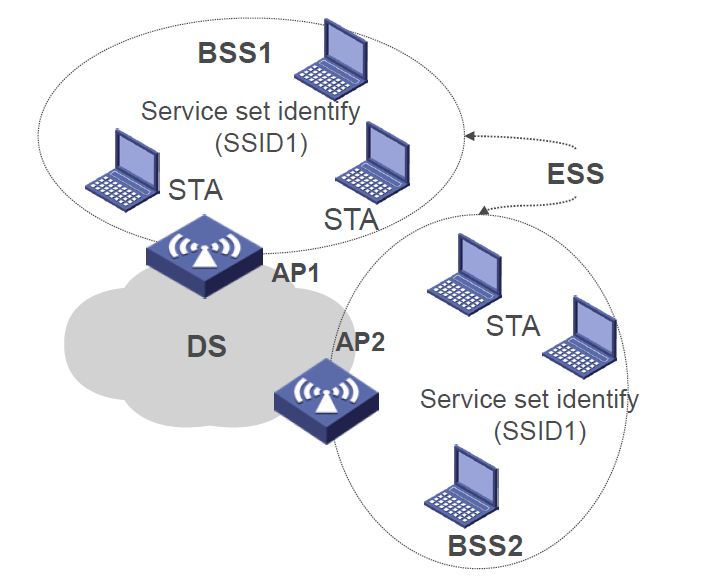 BSS1
Service set identify
(SSID1)
STA
STA
ESS
AP1
DS
AP2
STA
Service set identify
(SSID1)
BSS2